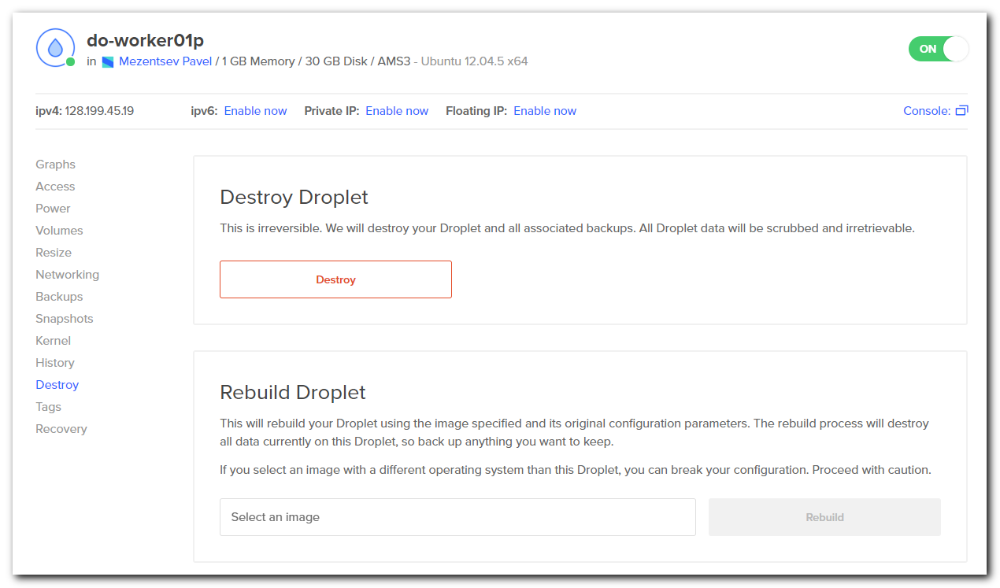 do-worker01p
in Mezentsev Pavel / 1 GB Memory / 30 GB Disk / AMS3 - Ubuntu 12.04.5 x64
ON
ipv4: 128.199.45.19 ipv6: Enable now Private IP: Enable now Floating IP: Enable now Console:
Graphs
Access
Power
Volumes
Resize
Networking
Backups
Snapshots
Kernel
History
Destroy
Tags
Recovery
Destroy Droplet
This is irreversible. We will destroy your Droplet and all associated backups. All Droplet data will be scrubbed and irretrievable.
Destroy
Rebuild Droplet
This will rebuild your Droplet using the image specified and its original configuration parameters. The rebuild process will destroy
all data currently on this Droplet, so back up anything you want to keep.
If you select an image with a different operating system than this Droplet, you can break your configuration. Proceed with caution.
Select an image
Rebuild